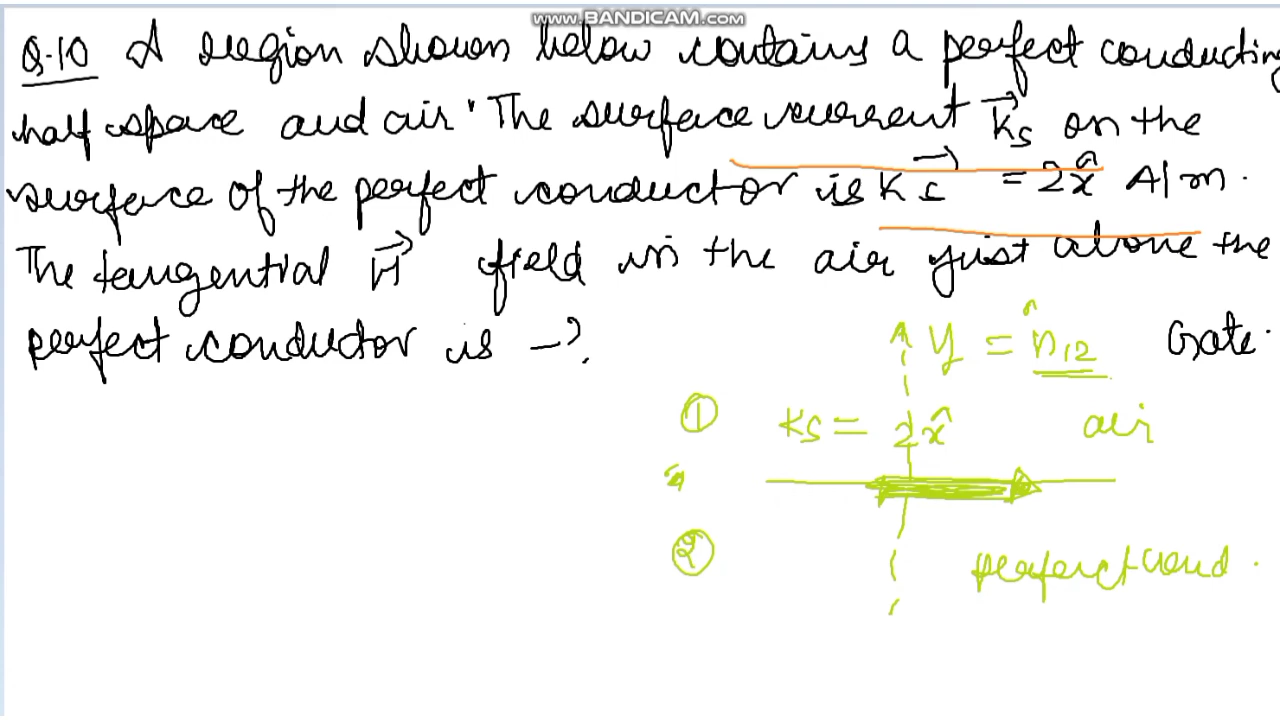 www.BANDICAM.com
Q.10 A region shown below contains a perfect conducting
half space and air. The surface current K⃗s on the
surface of the perfect conductor is K⃗s = 2x̂ A/m.
The tangential H⃗ field in the air just above the
perfect conductor is →?
y = n̂12 Gate.
① Ks = 2x̂ air
② perfect cond.